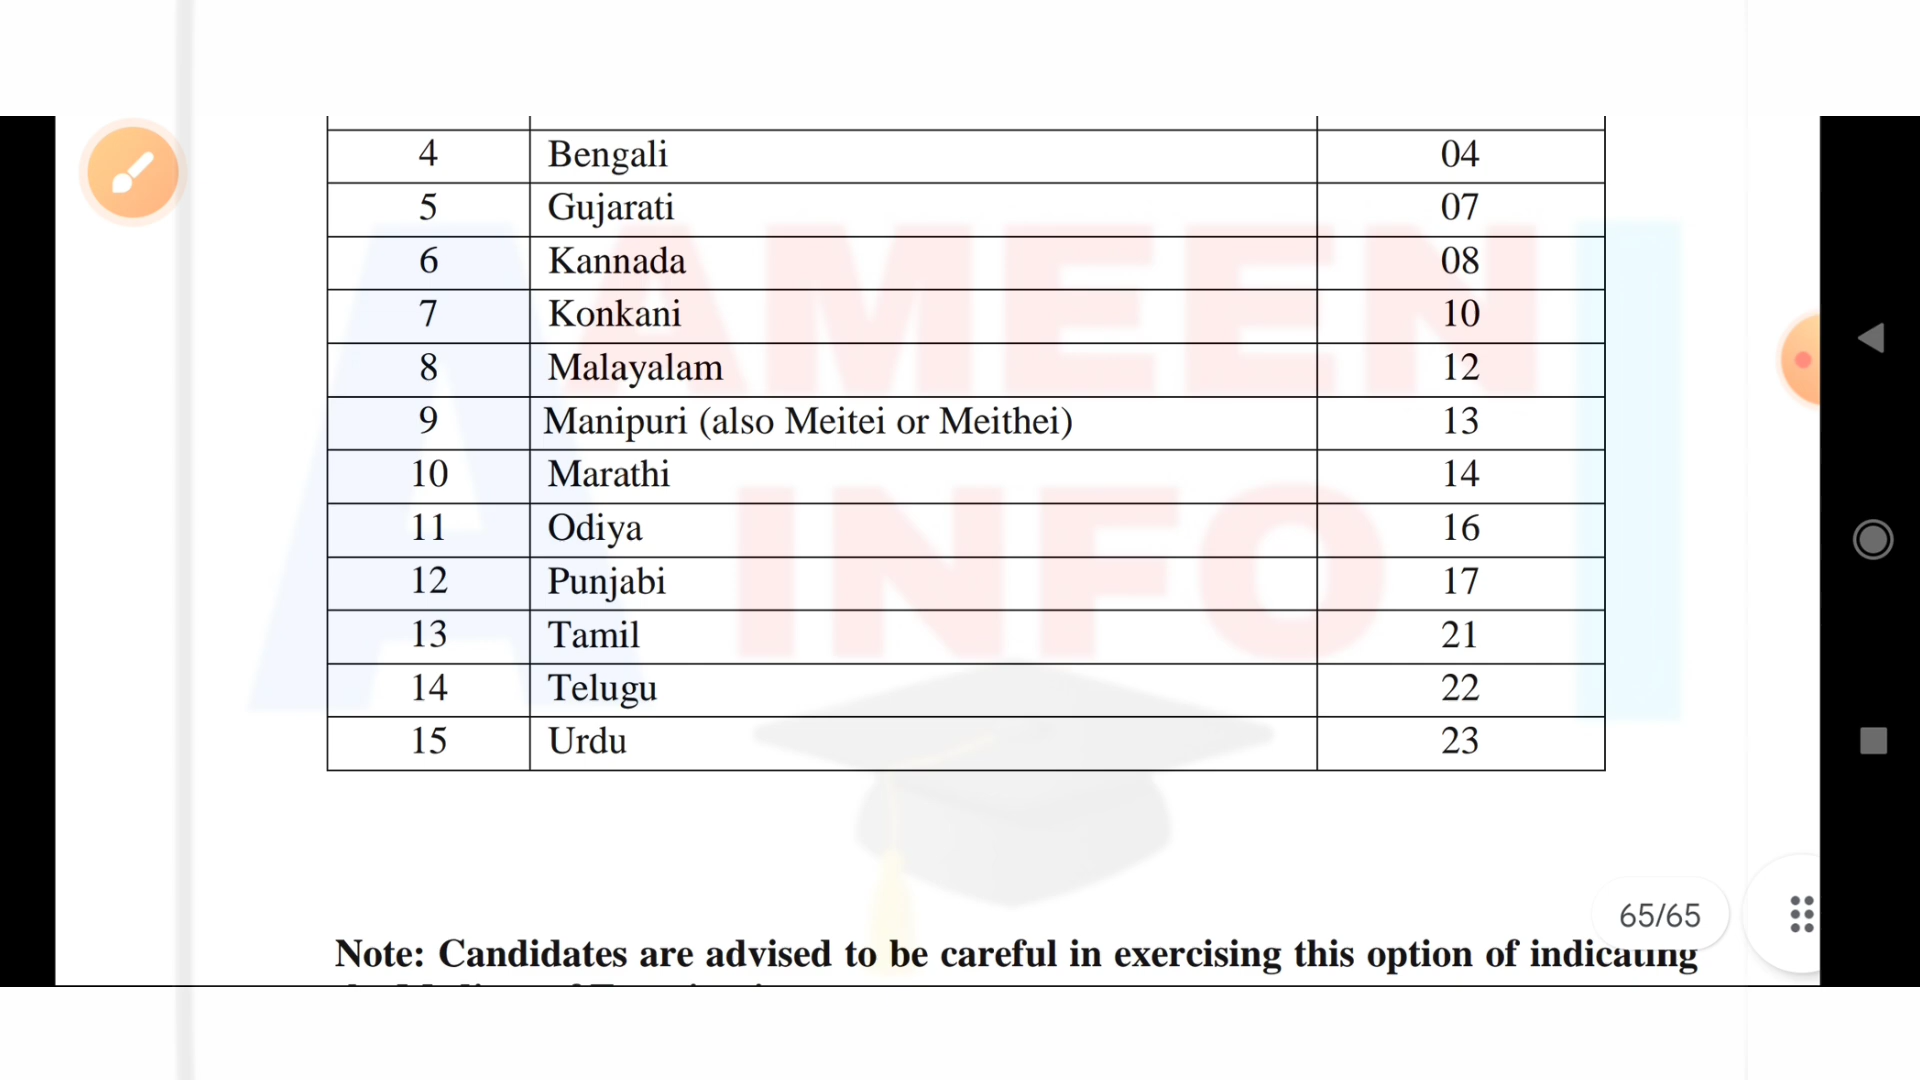 4 Bengali 04
5 Gujarati 07
6 Kannada 08
7 Konkani 10
8 Malayalam 12
9 Manipuri (also Meitei or Meithei) 13
10 Marathi 14
11 Odiya 16
12 Punjabi 17
13 Tamil 21
14 Telugu 22
15 Urdu 23
A AMEEN
INFO
65/65
Note: Candidates are advised to be careful in exercising this option of indicating